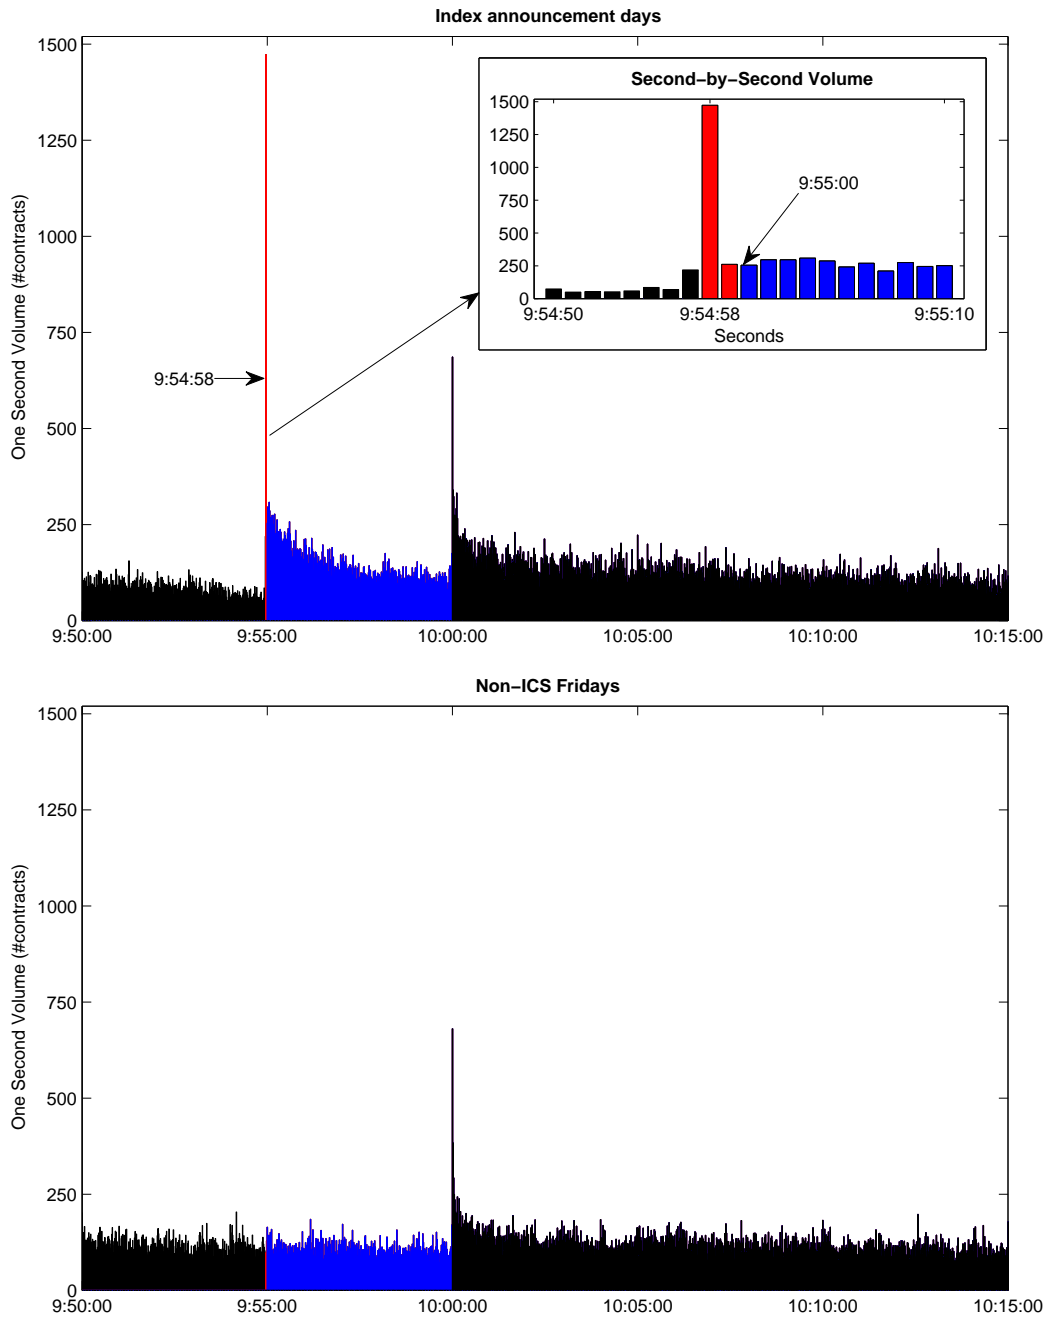 Index announcement days
1500
1250
1000
750
500
250
0
One Second Volume (#contracts)
9:54:58
Second−by−Second Volume
1500
1250
1000
750
500
250
0
9:55:00
9:54:50 9:54:58 9:55:10
Seconds
9:50:00 9:55:00 10:00:00 10:05:00 10:10:00 10:15:00
Non−ICS Fridays
1500
1250
1000
750
500
250
0
One Second Volume (#contracts)
9:50:00 9:55:00 10:00:00 10:05:00 10:10:00 10:15:00